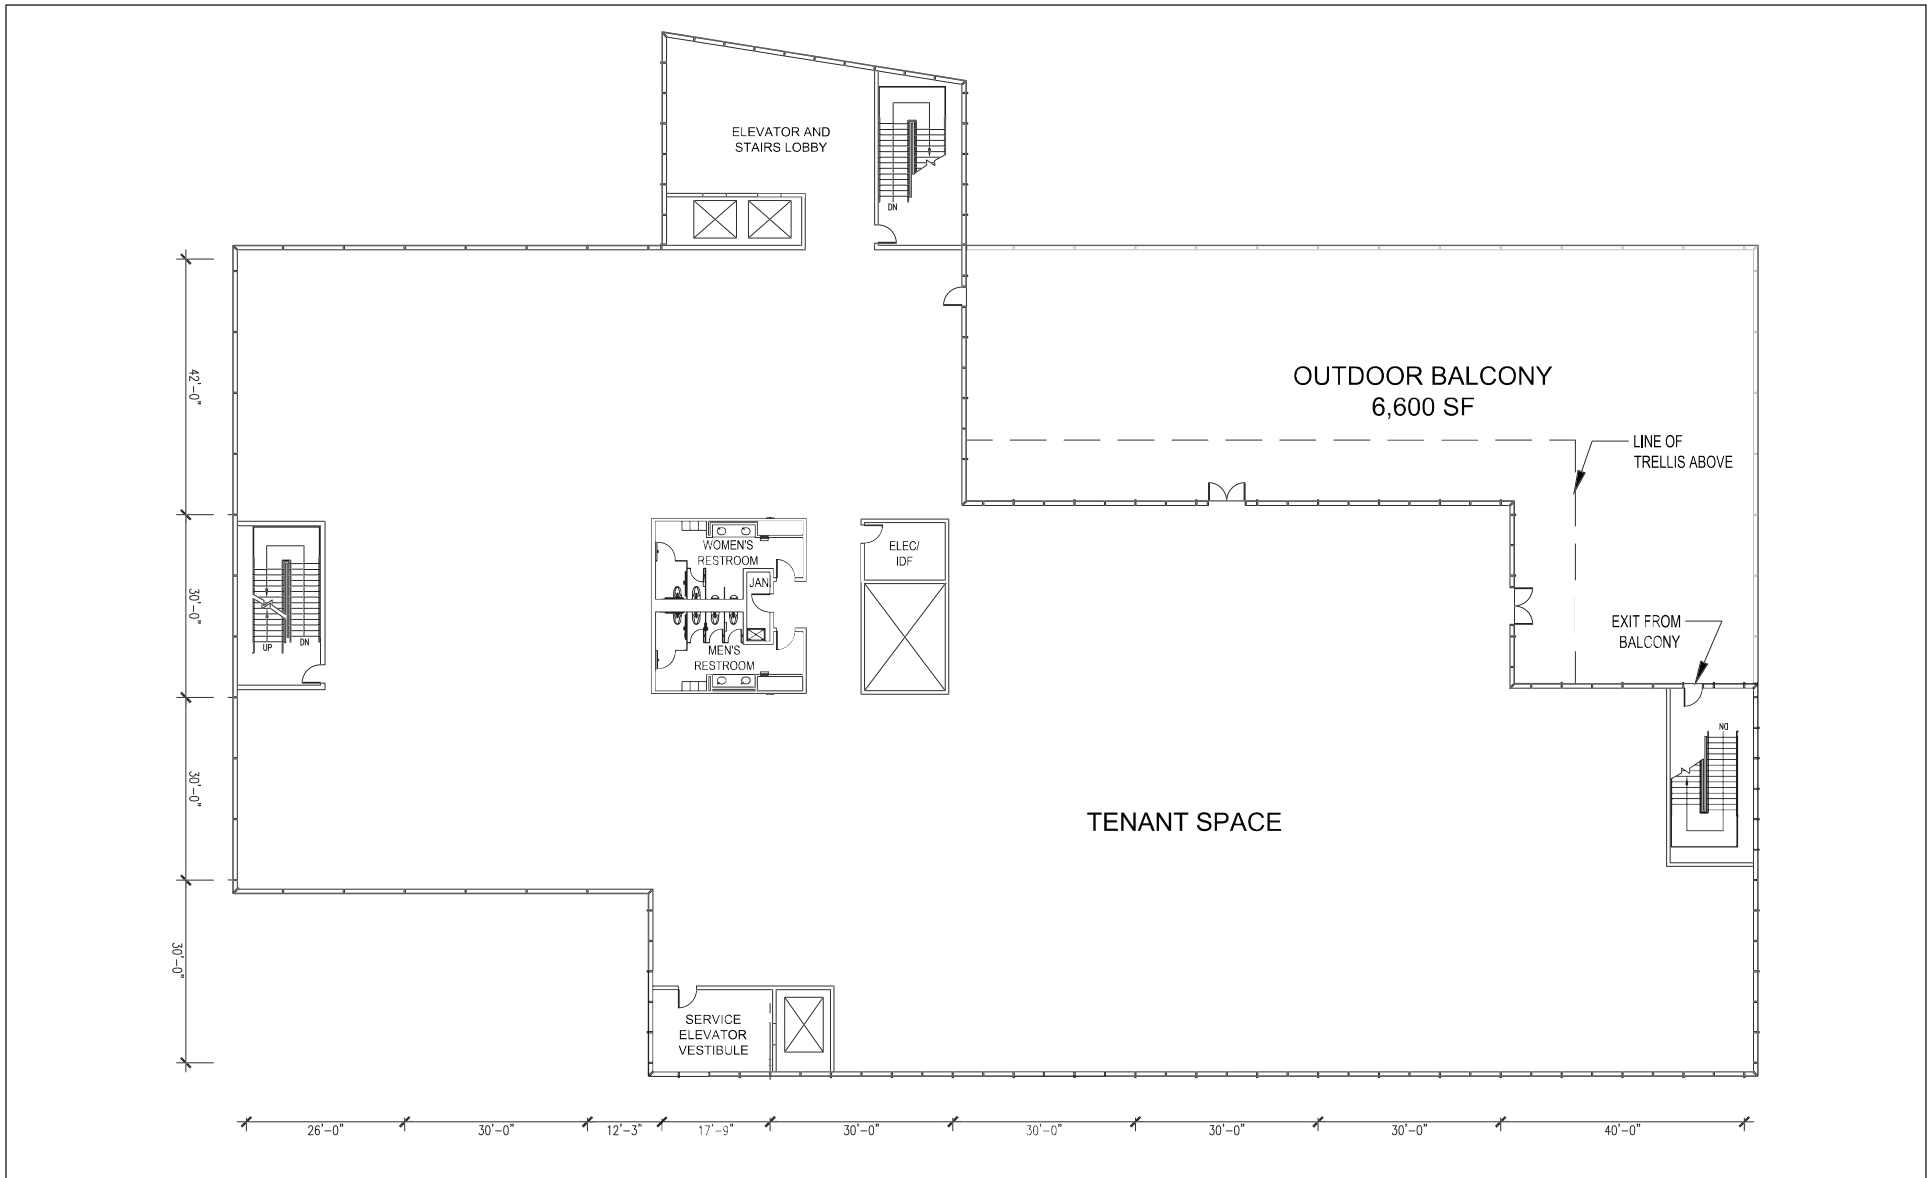 ELEVATOR AND
STAIRS LOBBY
DN
42'-0"
OUTDOOR BALCONY
6,600 SF
LINE OF
TRELLIS ABOVE
WOMEN'S
RESTROOM
ELEC/
IDF
JAN.
30'-0"
UP
DN
MEN'S
RESTROOM
EXIT FROM
BALCONY
DN
30'-0"
TENANT SPACE
30'-0"
SERVICE
ELEVATOR
VESTIBULE
26'-0"
30'-0"
12'-3"
17'-9"
30'-0"
30'-0"
30'-0"
30'-0"
40'-0"